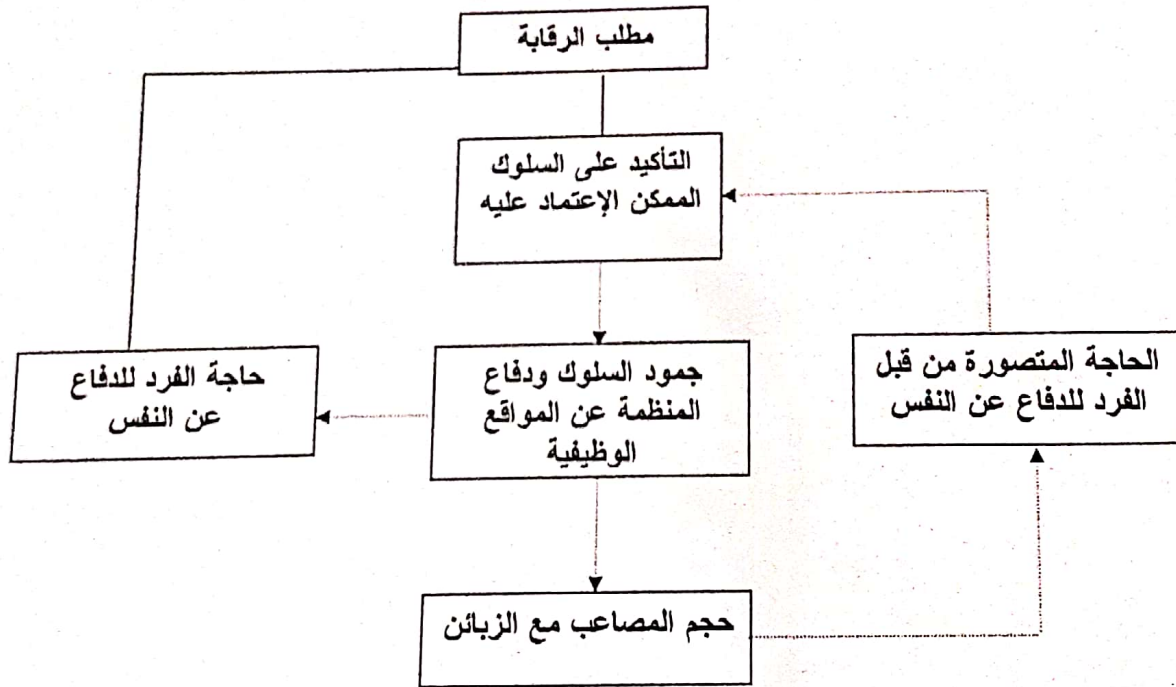 مطلب الرقابة
التأكيد على السلوك
الممكن الإعتماد عليه
الحاجة المتصورة من قبل
الفرد للدفاع عن النفس
جمود السلوك ودفاع
المنظمة عن المواقع
الوظيفية
حاجة الفرد للدفاع
عن النفس
حجم المصاعب مع الزبائن